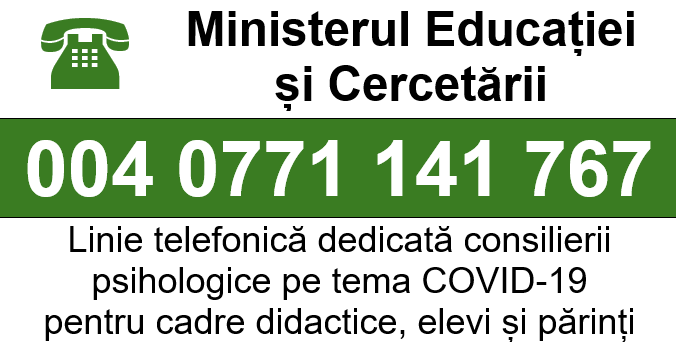 Ministerul Educației
și Cercetării
004 0771 141 767
Linie telefonică dedicată consilierii
psihologice pe tema COVID-19
pentru cadre didactice, elevi și părinți